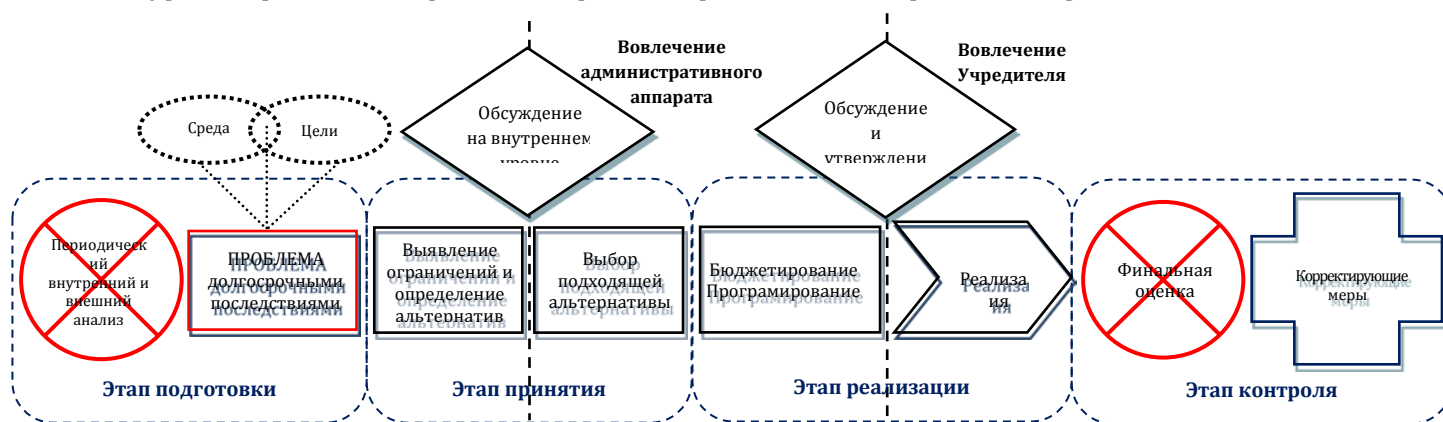 Вовлечение
административного
аппарата
Вовлечение
Учредителя
Среда
Цели
Обсуждение
на внутреннем
уровне
Обсуждение
и
утверждени
Периодическ
ий
внутренний и
внешний
анализ
ПРОБЛЕМА
долгосрочными
последствиями
Выявление
ограничений и
определение
альтернатив
Выбор
подходящей
альтернативы
Бюджетирование
Програмирование
Реализа
ия
Финальная
оценка
Корректирующие
меры
Этап подготовки
Этап принятия
Этап реализации
Этап контроля